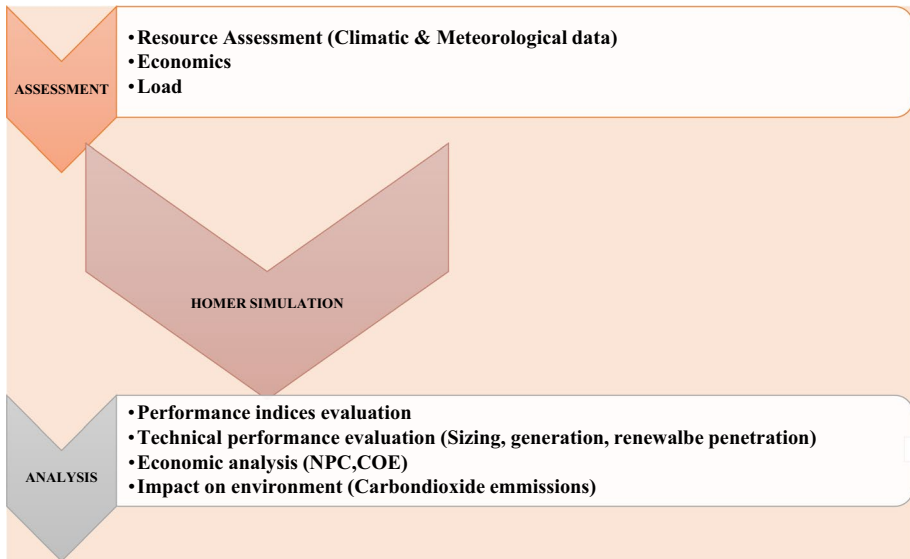 •Resource Assessment (Climatic & Meteorological data)
•Economics
•Load
ASSESSMENT
HOMER SIMULATION
•Performance indices evaluation
•Technical performance evaluation (Sizing, generation, renewalbe penetration)
•Economic analysis (NPC,COE)
•Impact on environment (Carbondioxide emmissions)
ANALYSIS